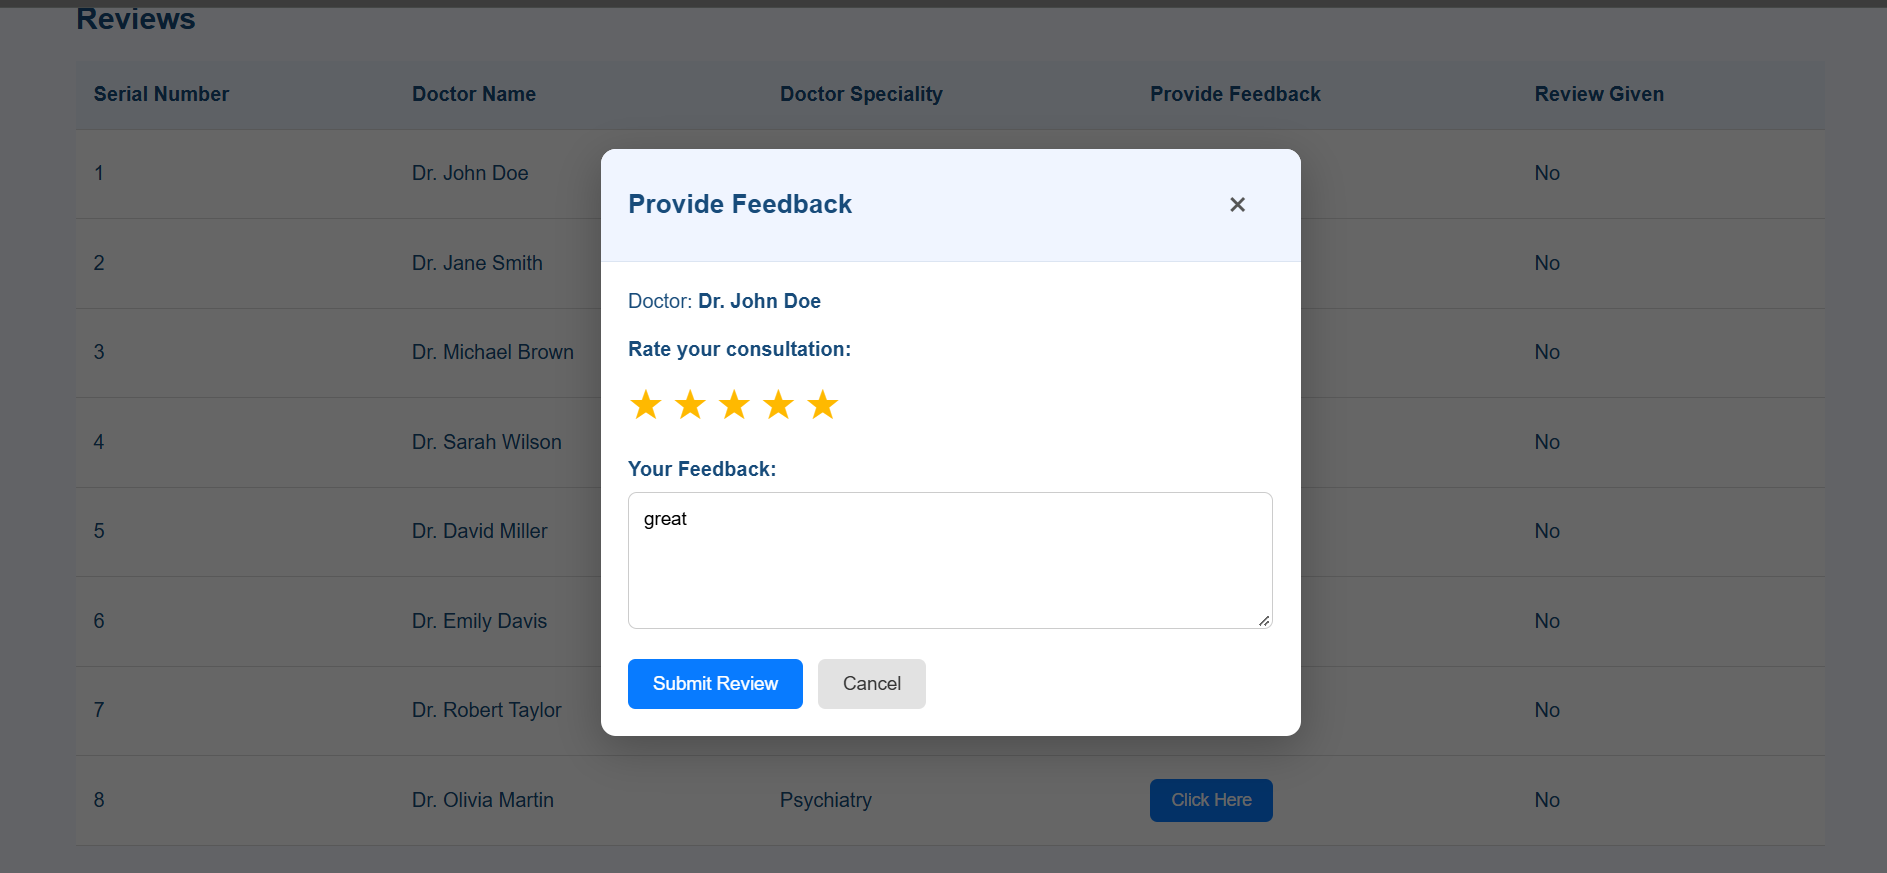 Reviews
Serial Number Doctor Name Doctor Speciality Provide Feedback Review Given
1 Dr. John Doe No
2 Dr. Jane Smith No
3 Dr. Michael Brown No
4 Dr. Sarah Wilson No
5 Dr. David Miller No
6 Dr. Emily Davis No
7 Dr. Robert Taylor No
8 Dr. Olivia Martin Psychiatry Click Here No
Provide Feedback ×
Doctor: Dr. John Doe
Rate your consultation:
★ ★ ★ ★ ★
Your Feedback:
great
Submit Review Cancel